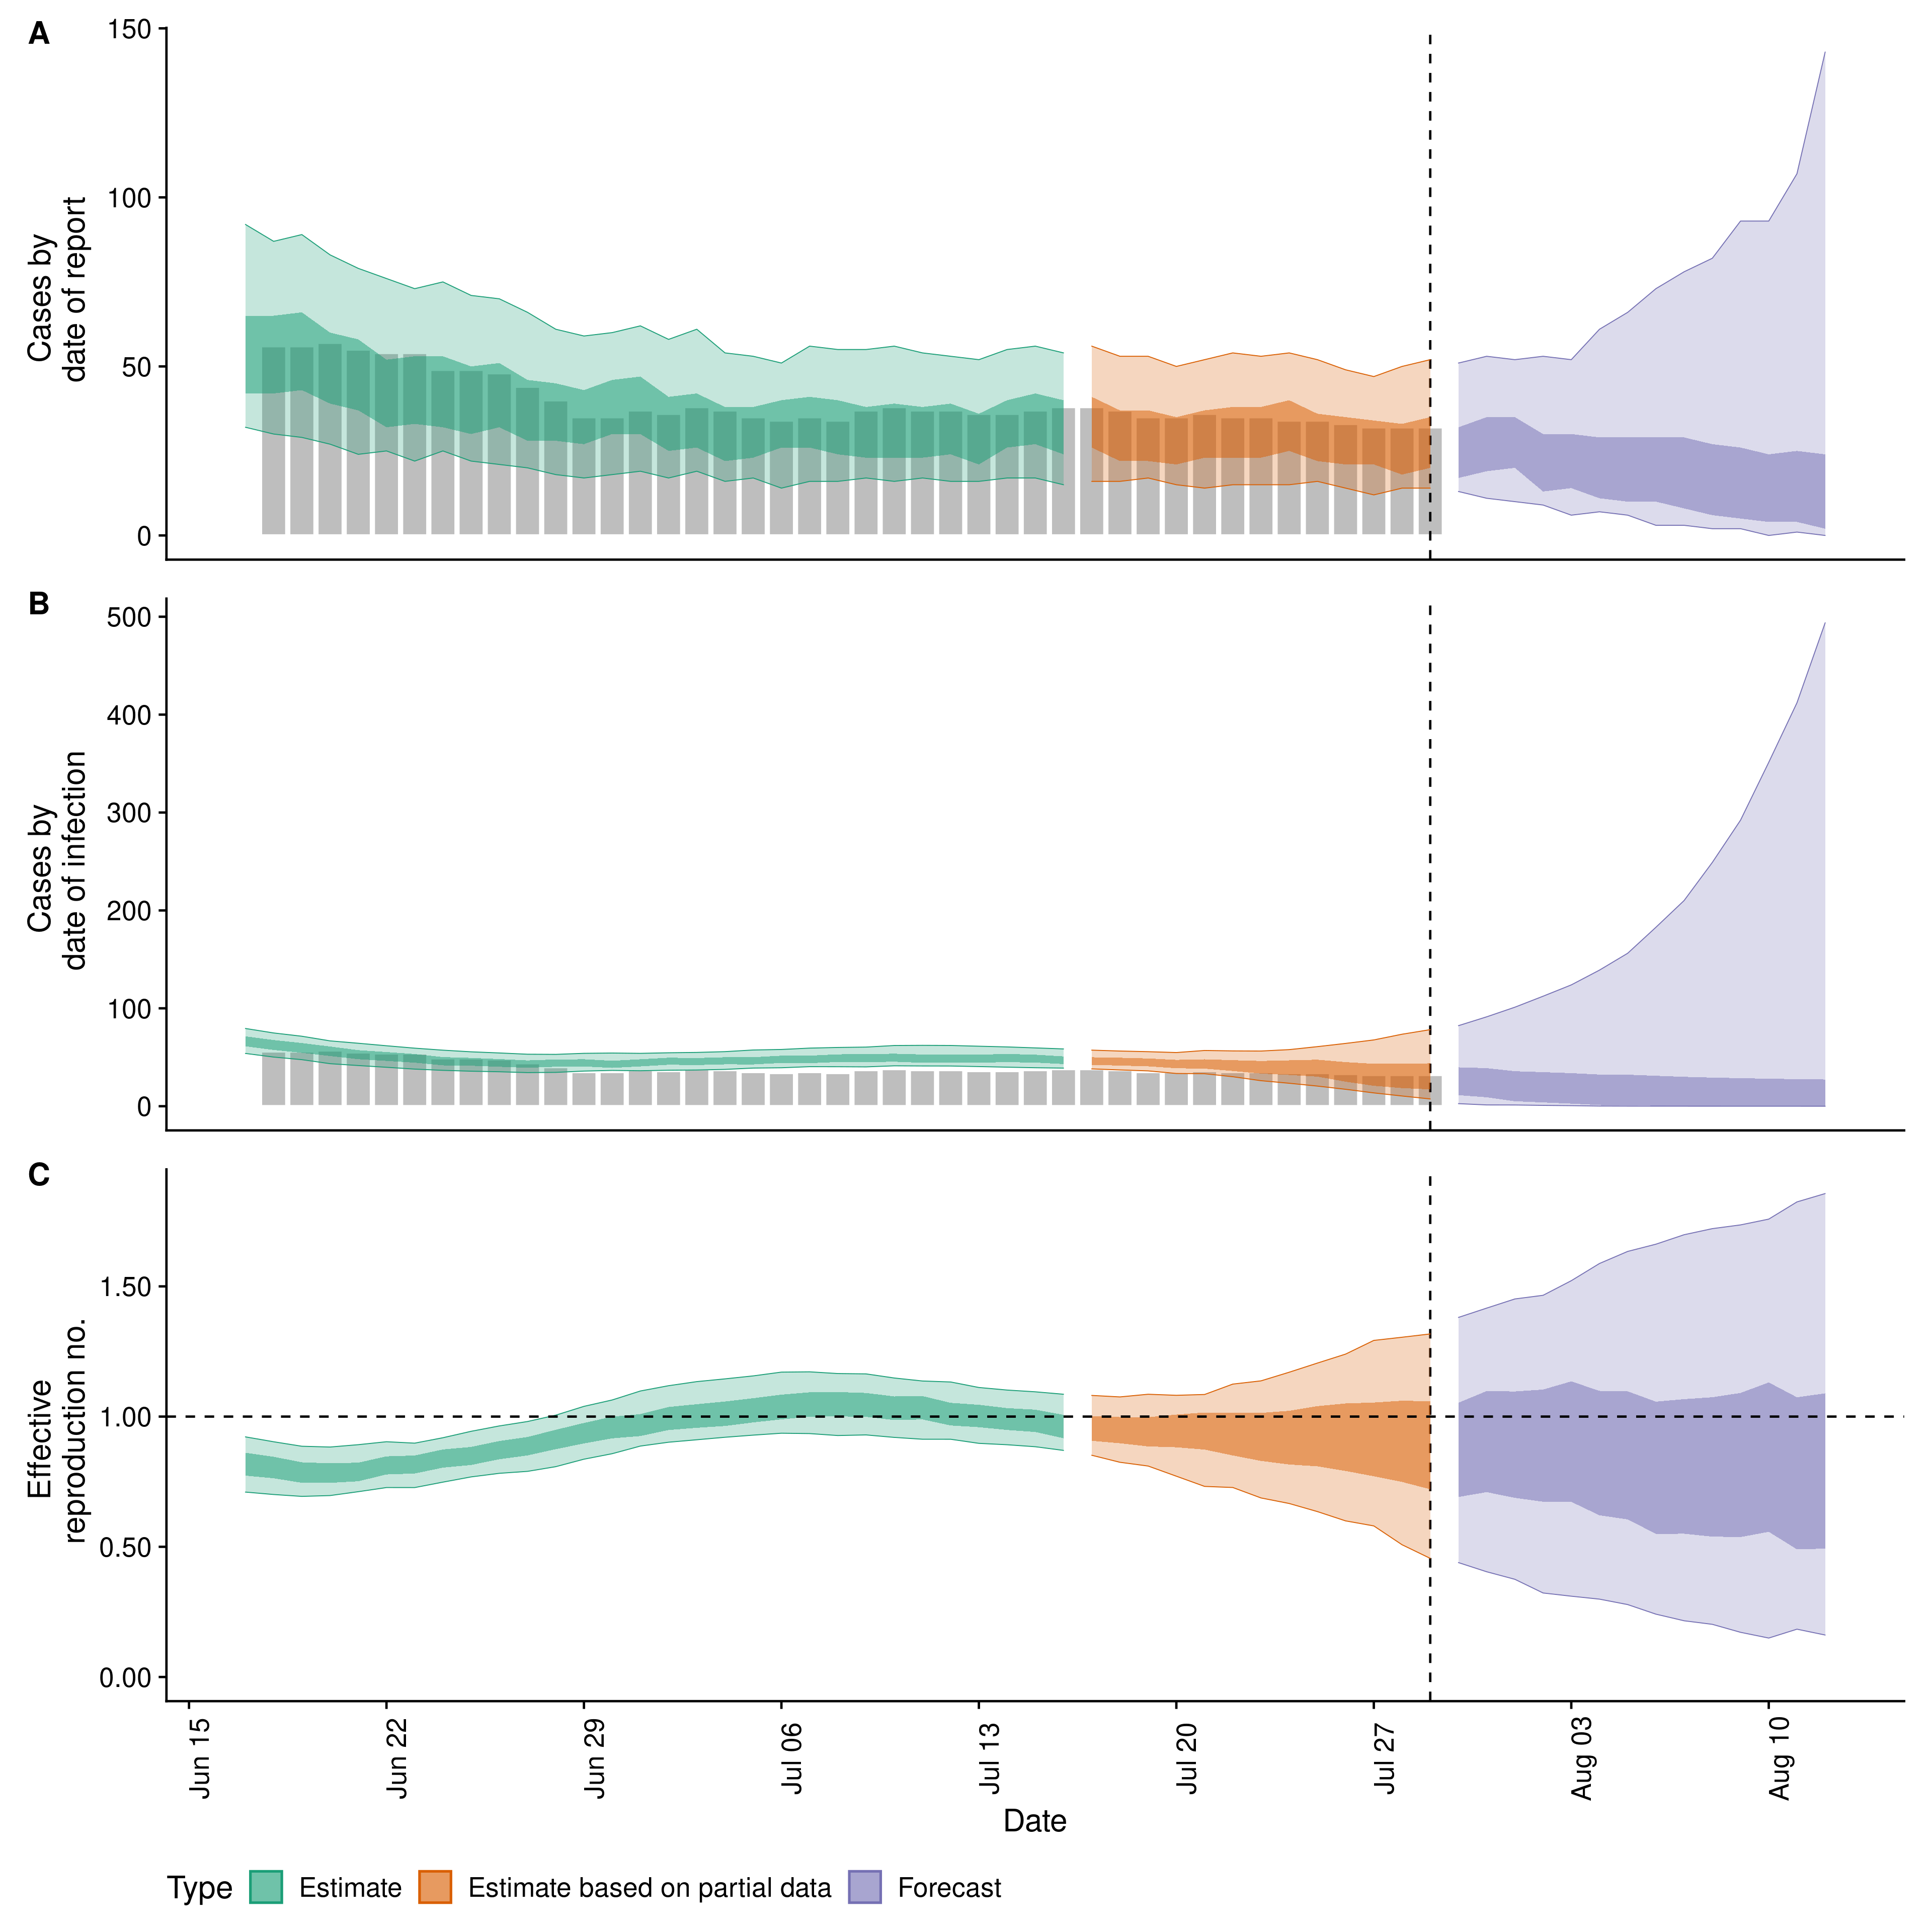 A
150
100
50
0
Cases by
date of report
B
500
400
300
200
100
0
Cases by
date of infection
C
1.50
1.00
0.50
0.00
Effective
reproduction no.
Jun 15
Jun 22
Jun 29
Jul 06
Jul 13
Jul 20
Jul 27
Aug 03
Aug 10
Date
Type Estimate Estimate based on partial data Forecast